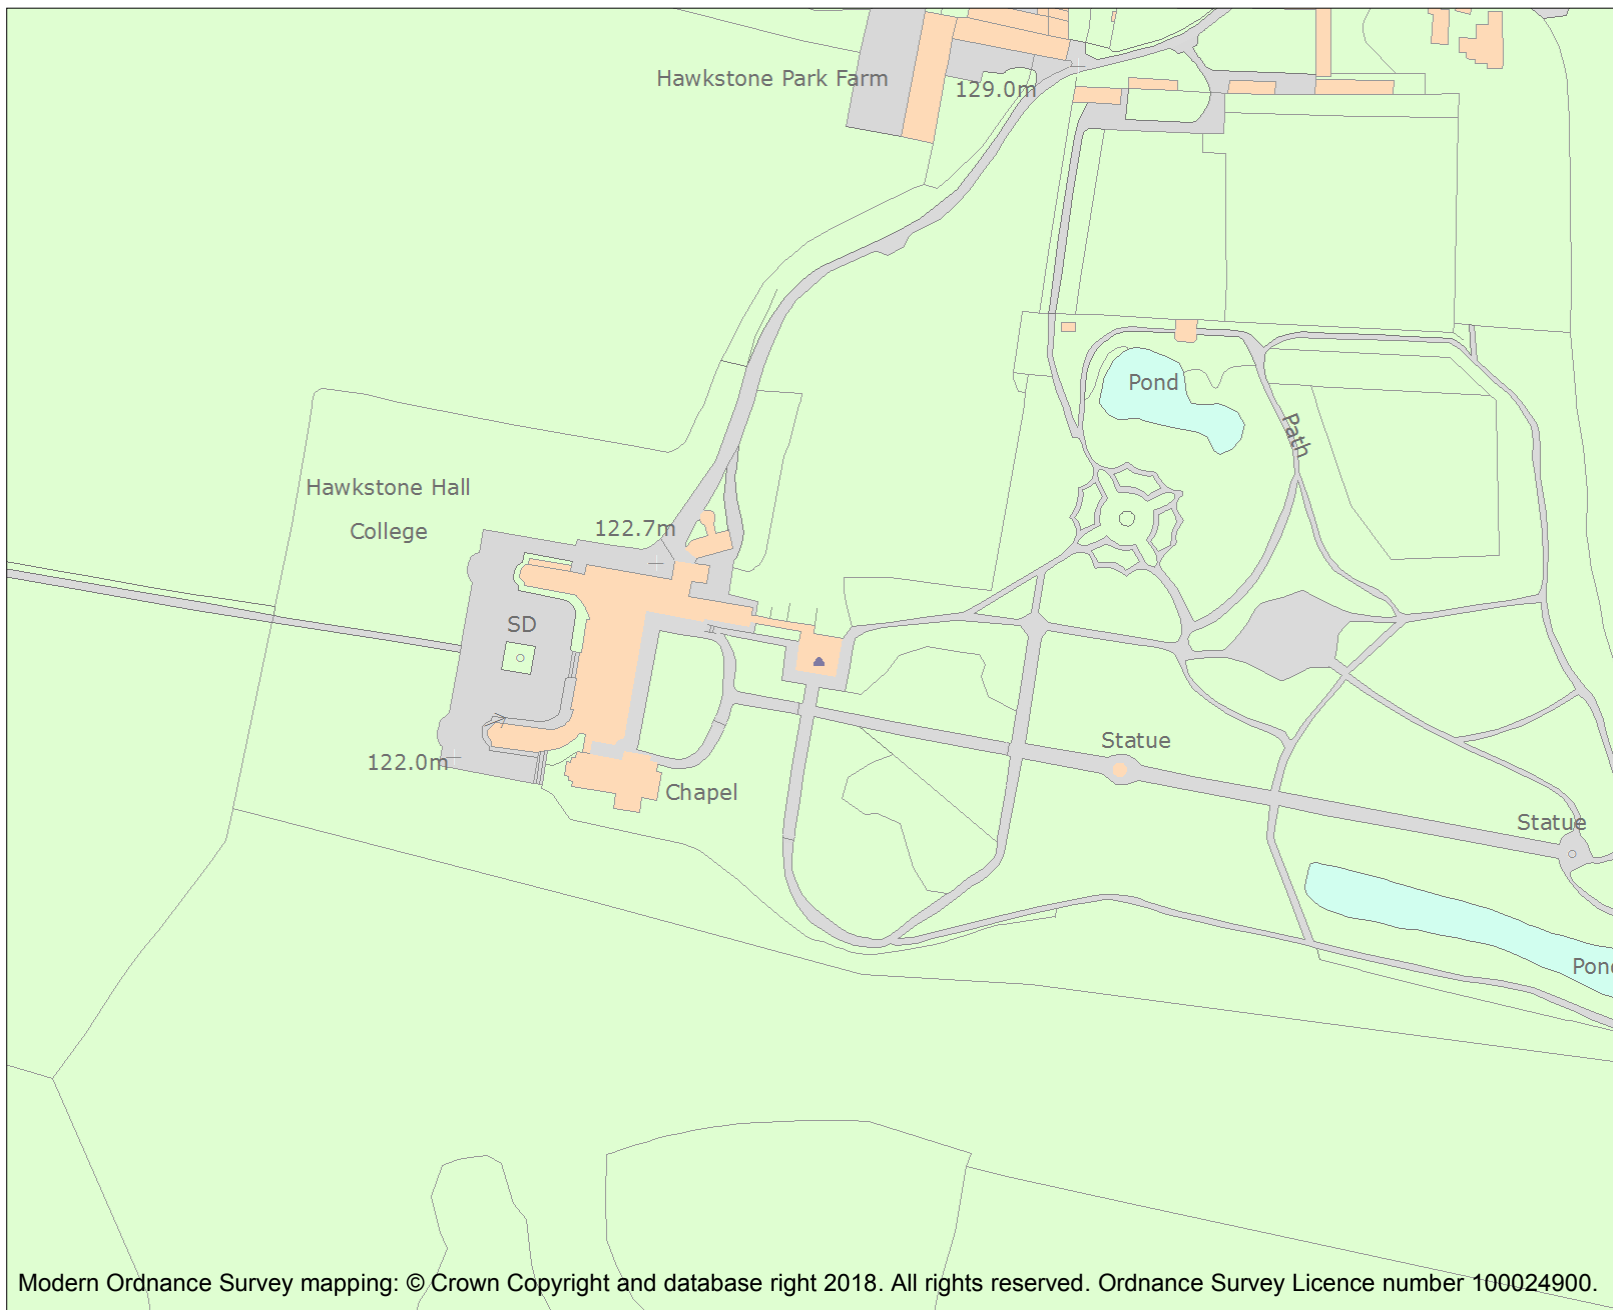 Hawkstone Park Farm
129.0m
Pond
Path
Hawkstone Hall
College
122.7m
SD
Statue
122.0m
Chapel
Statue
Pond
Modern Ordnance Survey mapping: © Crown Copyright and database right 2018. All rights reserved. Ordnance Survey Licence number 100024900.